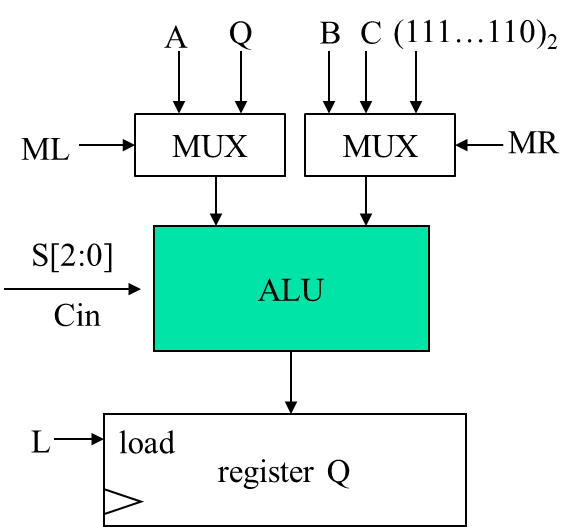 A Q B C (111…110)₂
ML MUX MUX MR
S[2:0]
ALU
Cin
L load
register Q